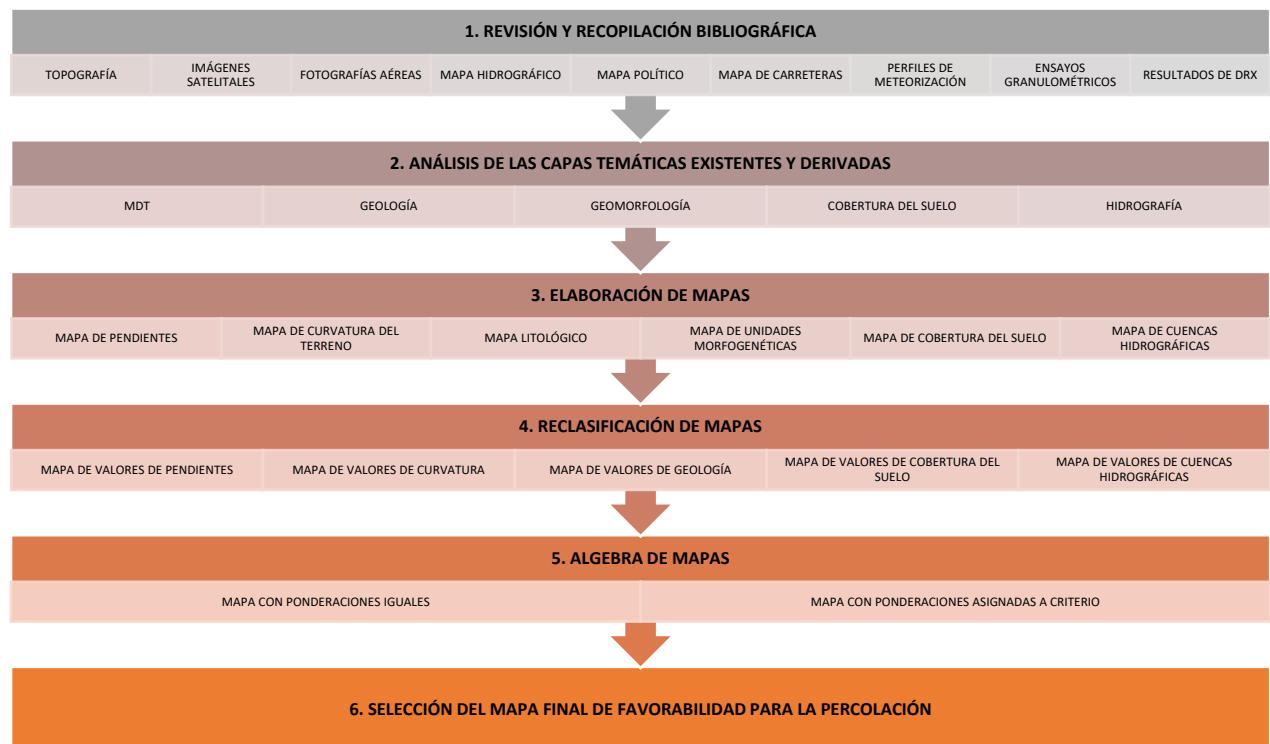 1. REVISIÓN Y RECOPILACIÓN BIBLIOGRÁFICA
TOPOGRAFÍA
IMÁGENES
SATELITALES
FOTOGRAFÍAS AÉREAS
MAPA HIDROGRÁFICO
MAPA POLÍTICO
MAPA DE CARRETERAS
PERFILES DE
METEORIZACIÓN
ENSAYOS
GRANULOMÉTRICOS
RESULTADOS DE DRX
2. ANÁLISIS DE LAS CAPAS TEMÁTICAS EXISTENTES Y DERIVADAS
MDT
GEOLOGÍA
GEOMORFOLOGÍA
COBERTURA DEL SUELO
HIDROGRAFÍA
3. ELABORACIÓN DE MAPAS
MAPA DE PENDIENTES
MAPA DE CURVATURA DEL
TERRENO
MAPA LITOLÓGICO
MAPA DE UNIDADES
MORFOGENÉTICAS
MAPA DE COBERTURA DEL SUELO
MAPA DE CUENCAS
HIDROGRÁFICAS
4. RECLASIFICACIÓN DE MAPAS
MAPA DE VALORES DE PENDIENTES
MAPA DE VALORES DE CURVATURA
MAPA DE VALORES DE GEOLOGÍA
MAPA DE VALORES DE COBERTURA DEL
SUELO
MAPA DE VALORES DE CUENCAS
HIDROGRÁFICAS
5. ALGEBRA DE MAPAS
MAPA CON PONDERACIONES IGUALES
MAPA CON PONDERACIONES ASIGNADAS A CRITERIO
6. SELECCIÓN DEL MAPA FINAL DE FAVORABILIDAD PARA LA PERCOLACIÓN